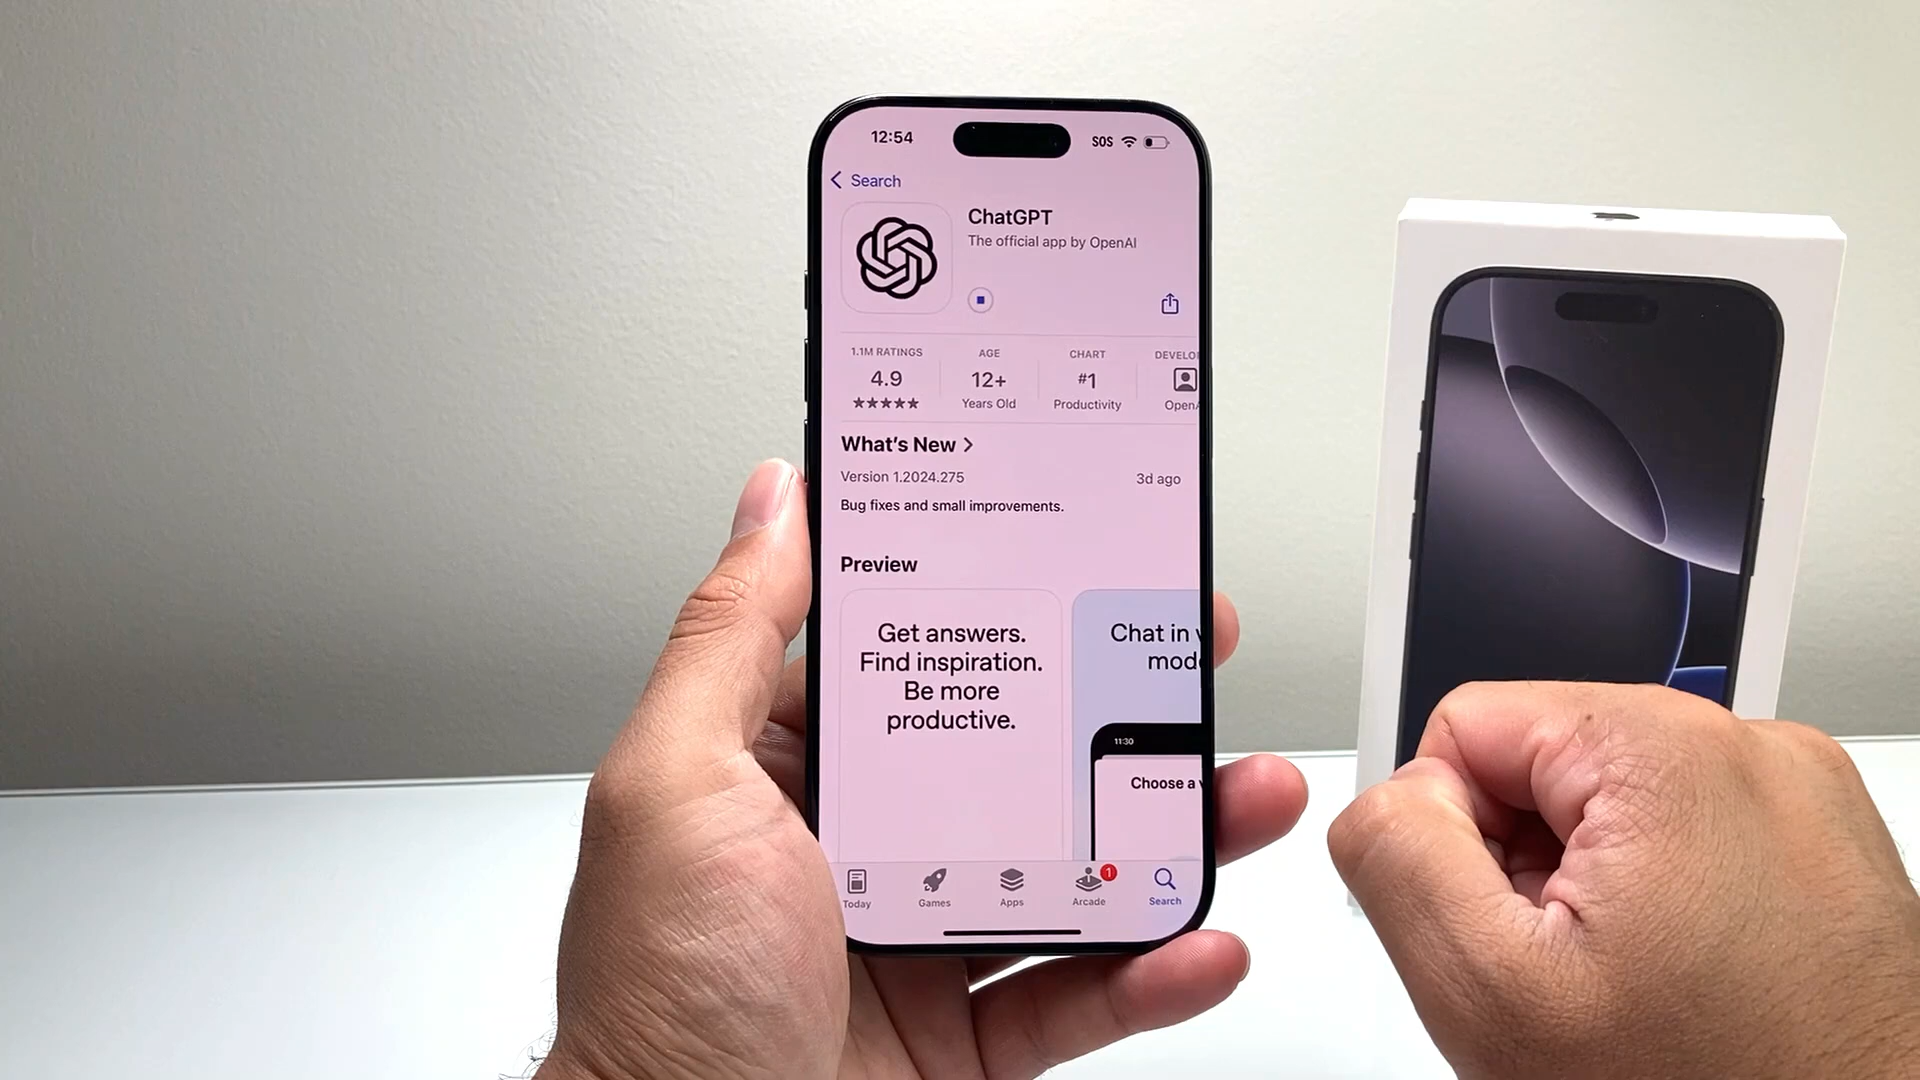 12:54
SOS
Search
ChatGPT
The official app by OpenAI
1.1M RATINGS
4.9
★★★★★
AGE
12+
Years Old
CHART
#1
Productivity
DEVELO
OpenA
What's New >
Version 1.2024.275
3d ago
Bug fixes and small improvements.
Preview
Get answers.
Find inspiration.
Be more
productive.
Chat in
mod
11:30
Choose a
Today
Games
Apps
1
Arcade
Search